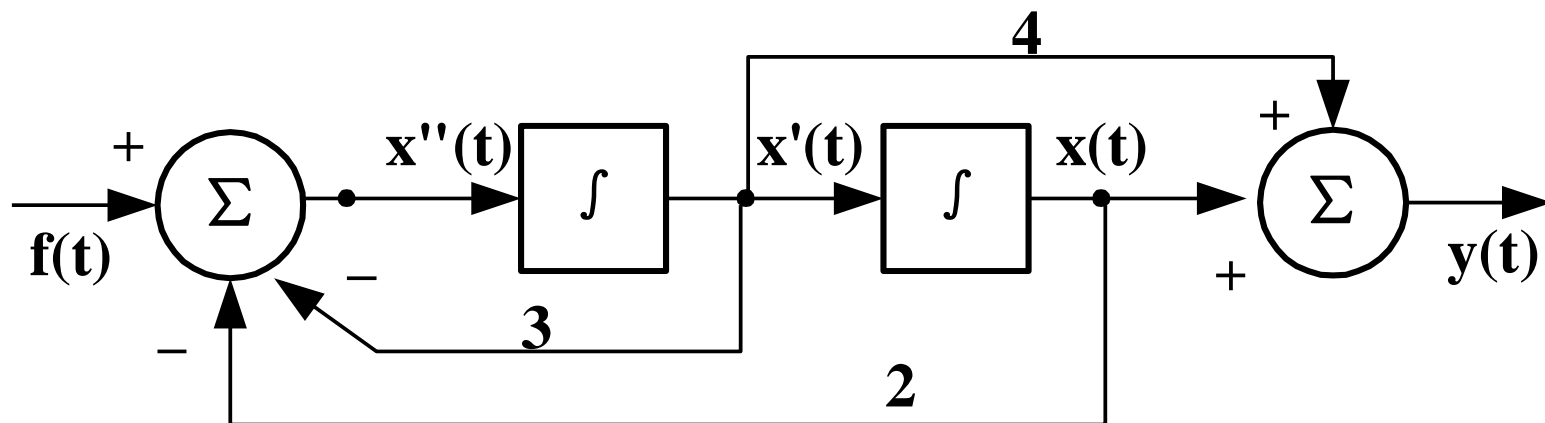 4
+ x''(t) ∫ x'(t) ∫ x(t) +
Σ Σ
f(t) − + y(t)
− 3
2